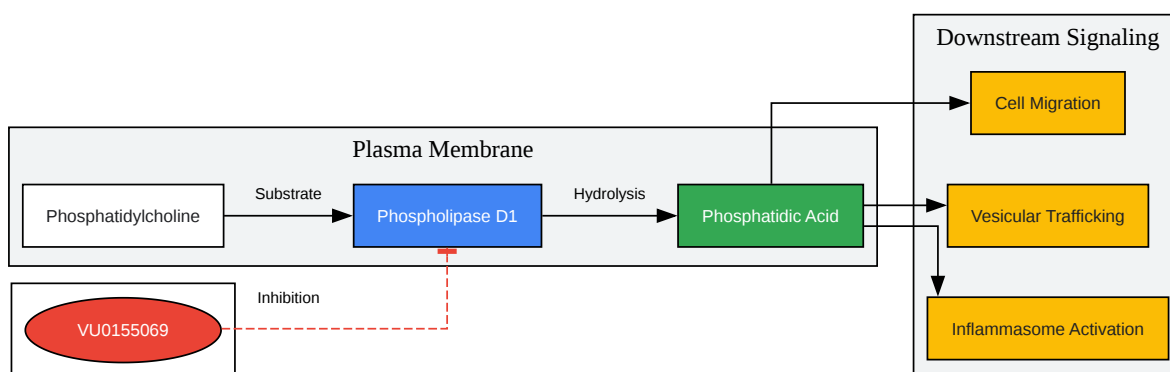 Downstream Signaling
Cell Migration
Plasma Membrane
Phosphatidylcholine
Substrate
Phospholipase D1
Hydrolysis
Phosphatidic Acid
Vesicular Trafficking
Inhibition
VU0155069
Inflammasome Activation